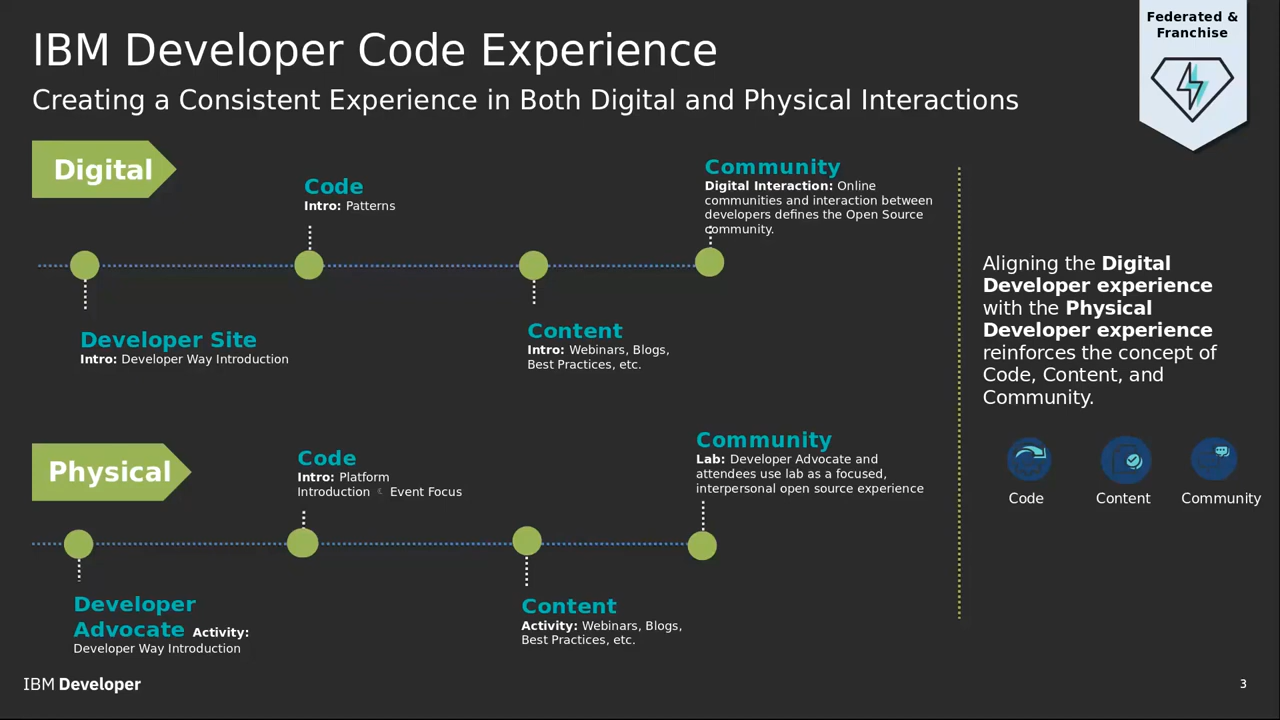 IBM Developer Code Experience
Creating a Consistent Experience in Both Digital and Physical Interactions
Federated &
Franchise
Digital
Developer Site
Intro: Developer Way Introduction
Code
Intro: Patterns
Content
Intro: Webinars, Blogs,
Best Practices, etc.
Community
Digital Interaction: Online
communities and interaction between
developers defines the Open Source
community.
Physical
Developer
Advocate Activity:
Developer Way Introduction
Code
Intro: Platform
Introduction Event Focus
Content
Activity: Webinars, Blogs,
Best Practices, etc.
Community
Lab: Developer Advocate and
attendees use lab as a focused,
interpersonal open source experience
Aligning the Digital
Developer experience
with the Physical
Developer experience
reinforces the concept of
Code, Content, and
Community.
Code
Content
Community
IBM Developer
3